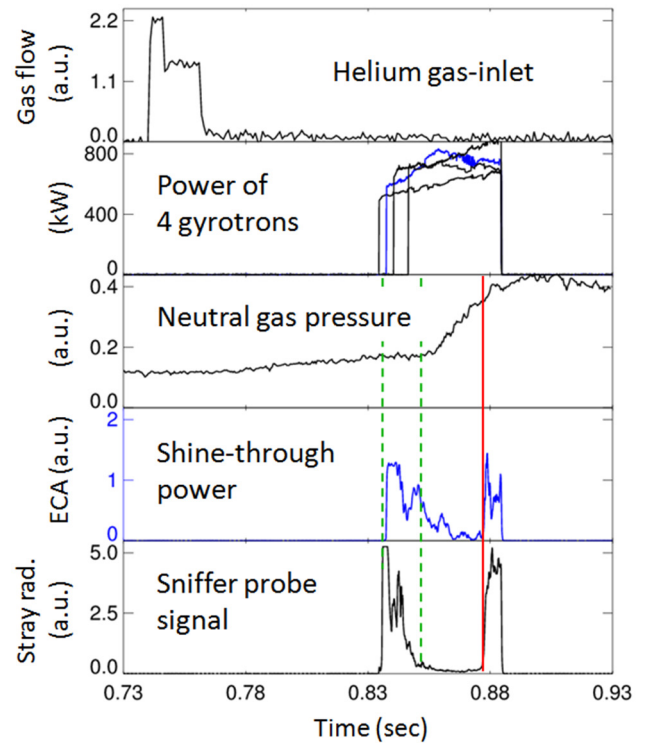 Gas flow
(a.u.)
2.2
1.1
0.0
Helium gas-inlet
(kW)
800
400
0
Power of
4 gyrotrons
(a.u.)
0.4
0.2
0.0
Neutral gas pressure
ECA (a.u.)
2
1
0
Shine-through
power
Stray rad.
(a.u.)
5.0
2.5
0.0
Sniffer probe
signal
0.73 0.78 0.83 0.88 0.93
Time (sec)